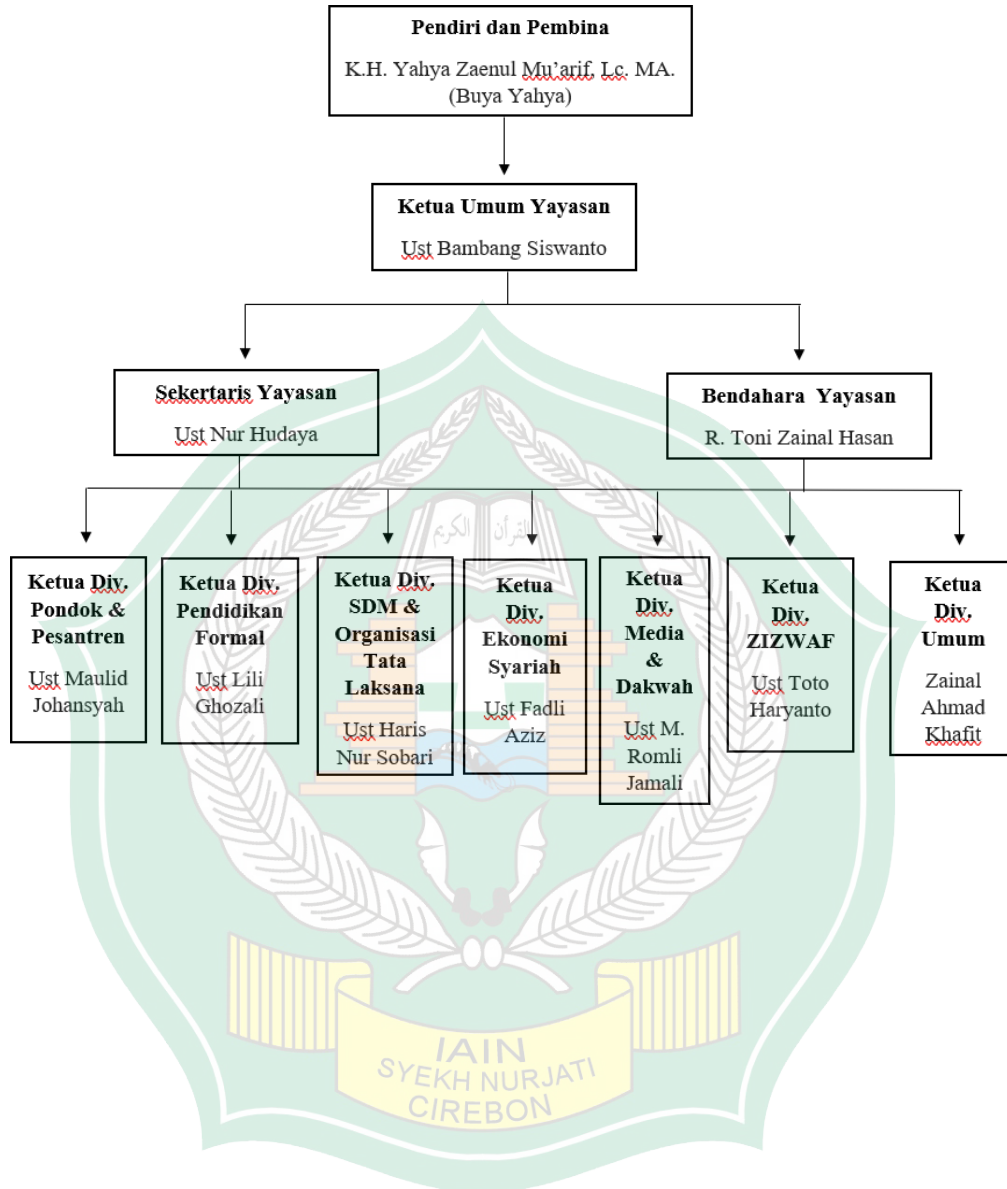 Pendiri dan Pembina
K.H. Yahya Zaenul Mu’arif, Lc. MA.
(Buya Yahya)
Ketua Umum Yayasan
Ust Bambang Siswanto
Sekertaris Yayasan
Ust Nur Hudaya
Bendahara Yayasan
R. Toni Zainal Hasan
Ketua Div.
Pondok &
Pesantren
Ust Maulid
Johansyah
Ketua Div.
Pendidikan
Formal
Ust Lili
Ghozali
Ketua Div.
SDM &
Organisasi
Tata
Laksana
Ust Haris
Nur Sobari
Ketua
Div.
Ekonomi
Syariah
Ust Fadli
Aziz
Ketua
Div.
Media
&
Dakwah
Ust M.
Romli
Jamali
Ketua
Div.
ZIZWAF
Ust Toto
Haryanto
Ketua
Div.
Umum
Zainal
Ahmad
Khafit
القرآن الكريم
IAIN
SYEKH NURJATI
CIREBON